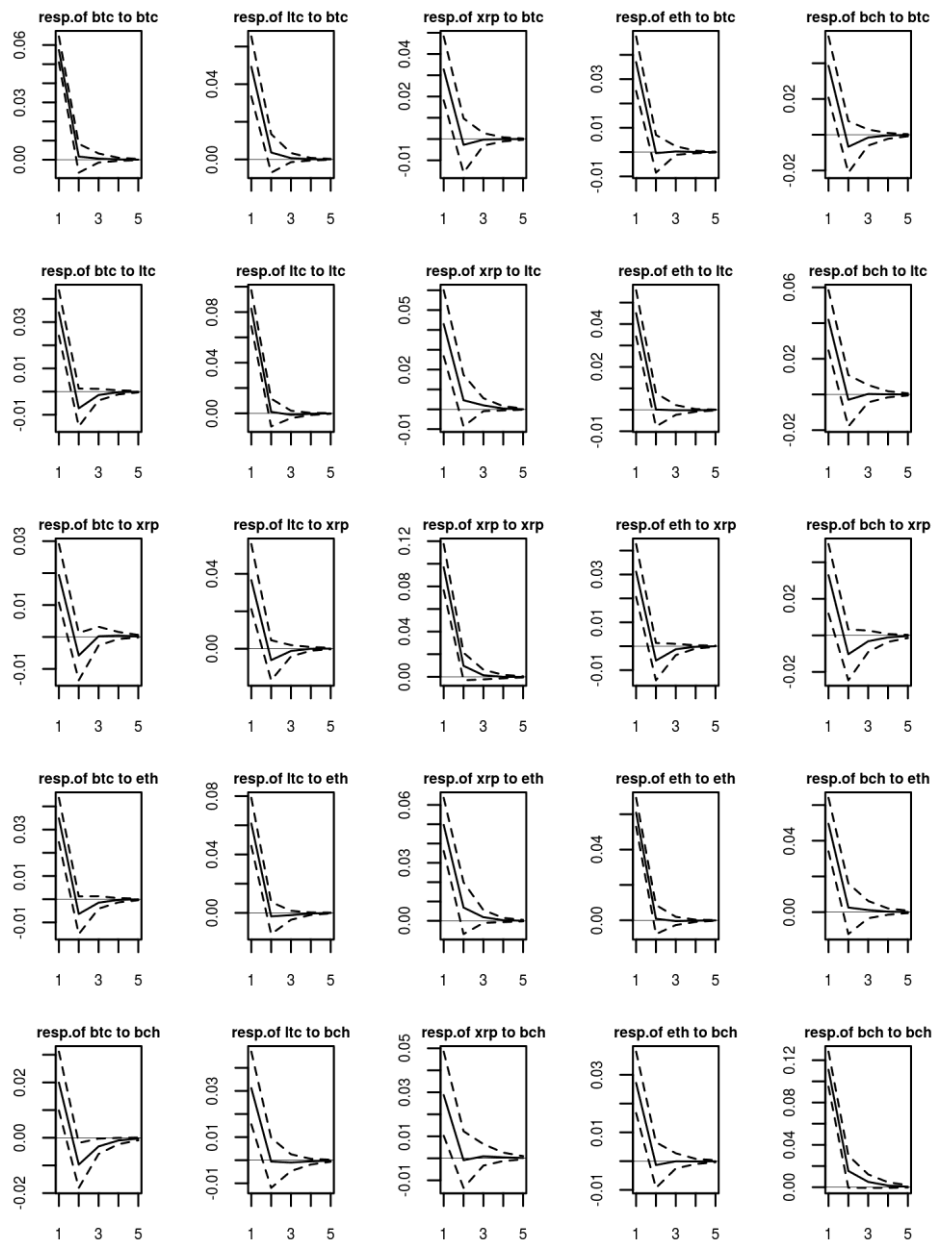 resp.of btc to btc
0.06
0.03
0.00
1 3 5
resp.of ltc to btc
0.04
0.00
1 3 5
resp.of xrp to btc
0.04
0.02
-0.01
1 3 5
resp.of eth to btc
0.03
0.01
-0.01
1 3 5
resp.of bch to btc
0.02
-0.02
1 3 5
resp.of btc to ltc
0.03
0.01
-0.01
1 3 5
resp.of ltc to ltc
0.08
0.04
0.00
1 3 5
resp.of xrp to ltc
0.05
0.02
-0.01
1 3 5
resp.of eth to ltc
0.04
0.02
-0.01
1 3 5
resp.of bch to ltc
0.06
0.02
-0.02
1 3 5
resp.of btc to xrp
0.03
0.01
-0.01
1 3 5
resp.of ltc to xrp
0.04
0.00
1 3 5
resp.of xrp to xrp
0.12
0.08
0.04
0.00
1 3 5
resp.of eth to xrp
0.03
0.01
-0.01
1 3 5
resp.of bch to xrp
0.02
-0.02
1 3 5
resp.of btc to eth
0.03
0.01
-0.01
1 3 5
resp.of ltc to eth
0.08
0.04
0.00
1 3 5
resp.of xrp to eth
0.06
0.03
0.00
1 3 5
resp.of eth to eth
0.04
0.00
1 3 5
resp.of bch to eth
0.04
0.00
1 3 5
resp.of btc to bch
0.02
0.00
-0.02
1 3 5
resp.of ltc to bch
0.03
0.01
-0.01
1 3 5
resp.of xrp to bch
0.05
0.03
0.01
-0.01
1 3 5
resp.of eth to bch
0.03
0.01
-0.01
1 3 5
resp.of bch to bch
0.12
0.08
0.04
0.00
1 3 5